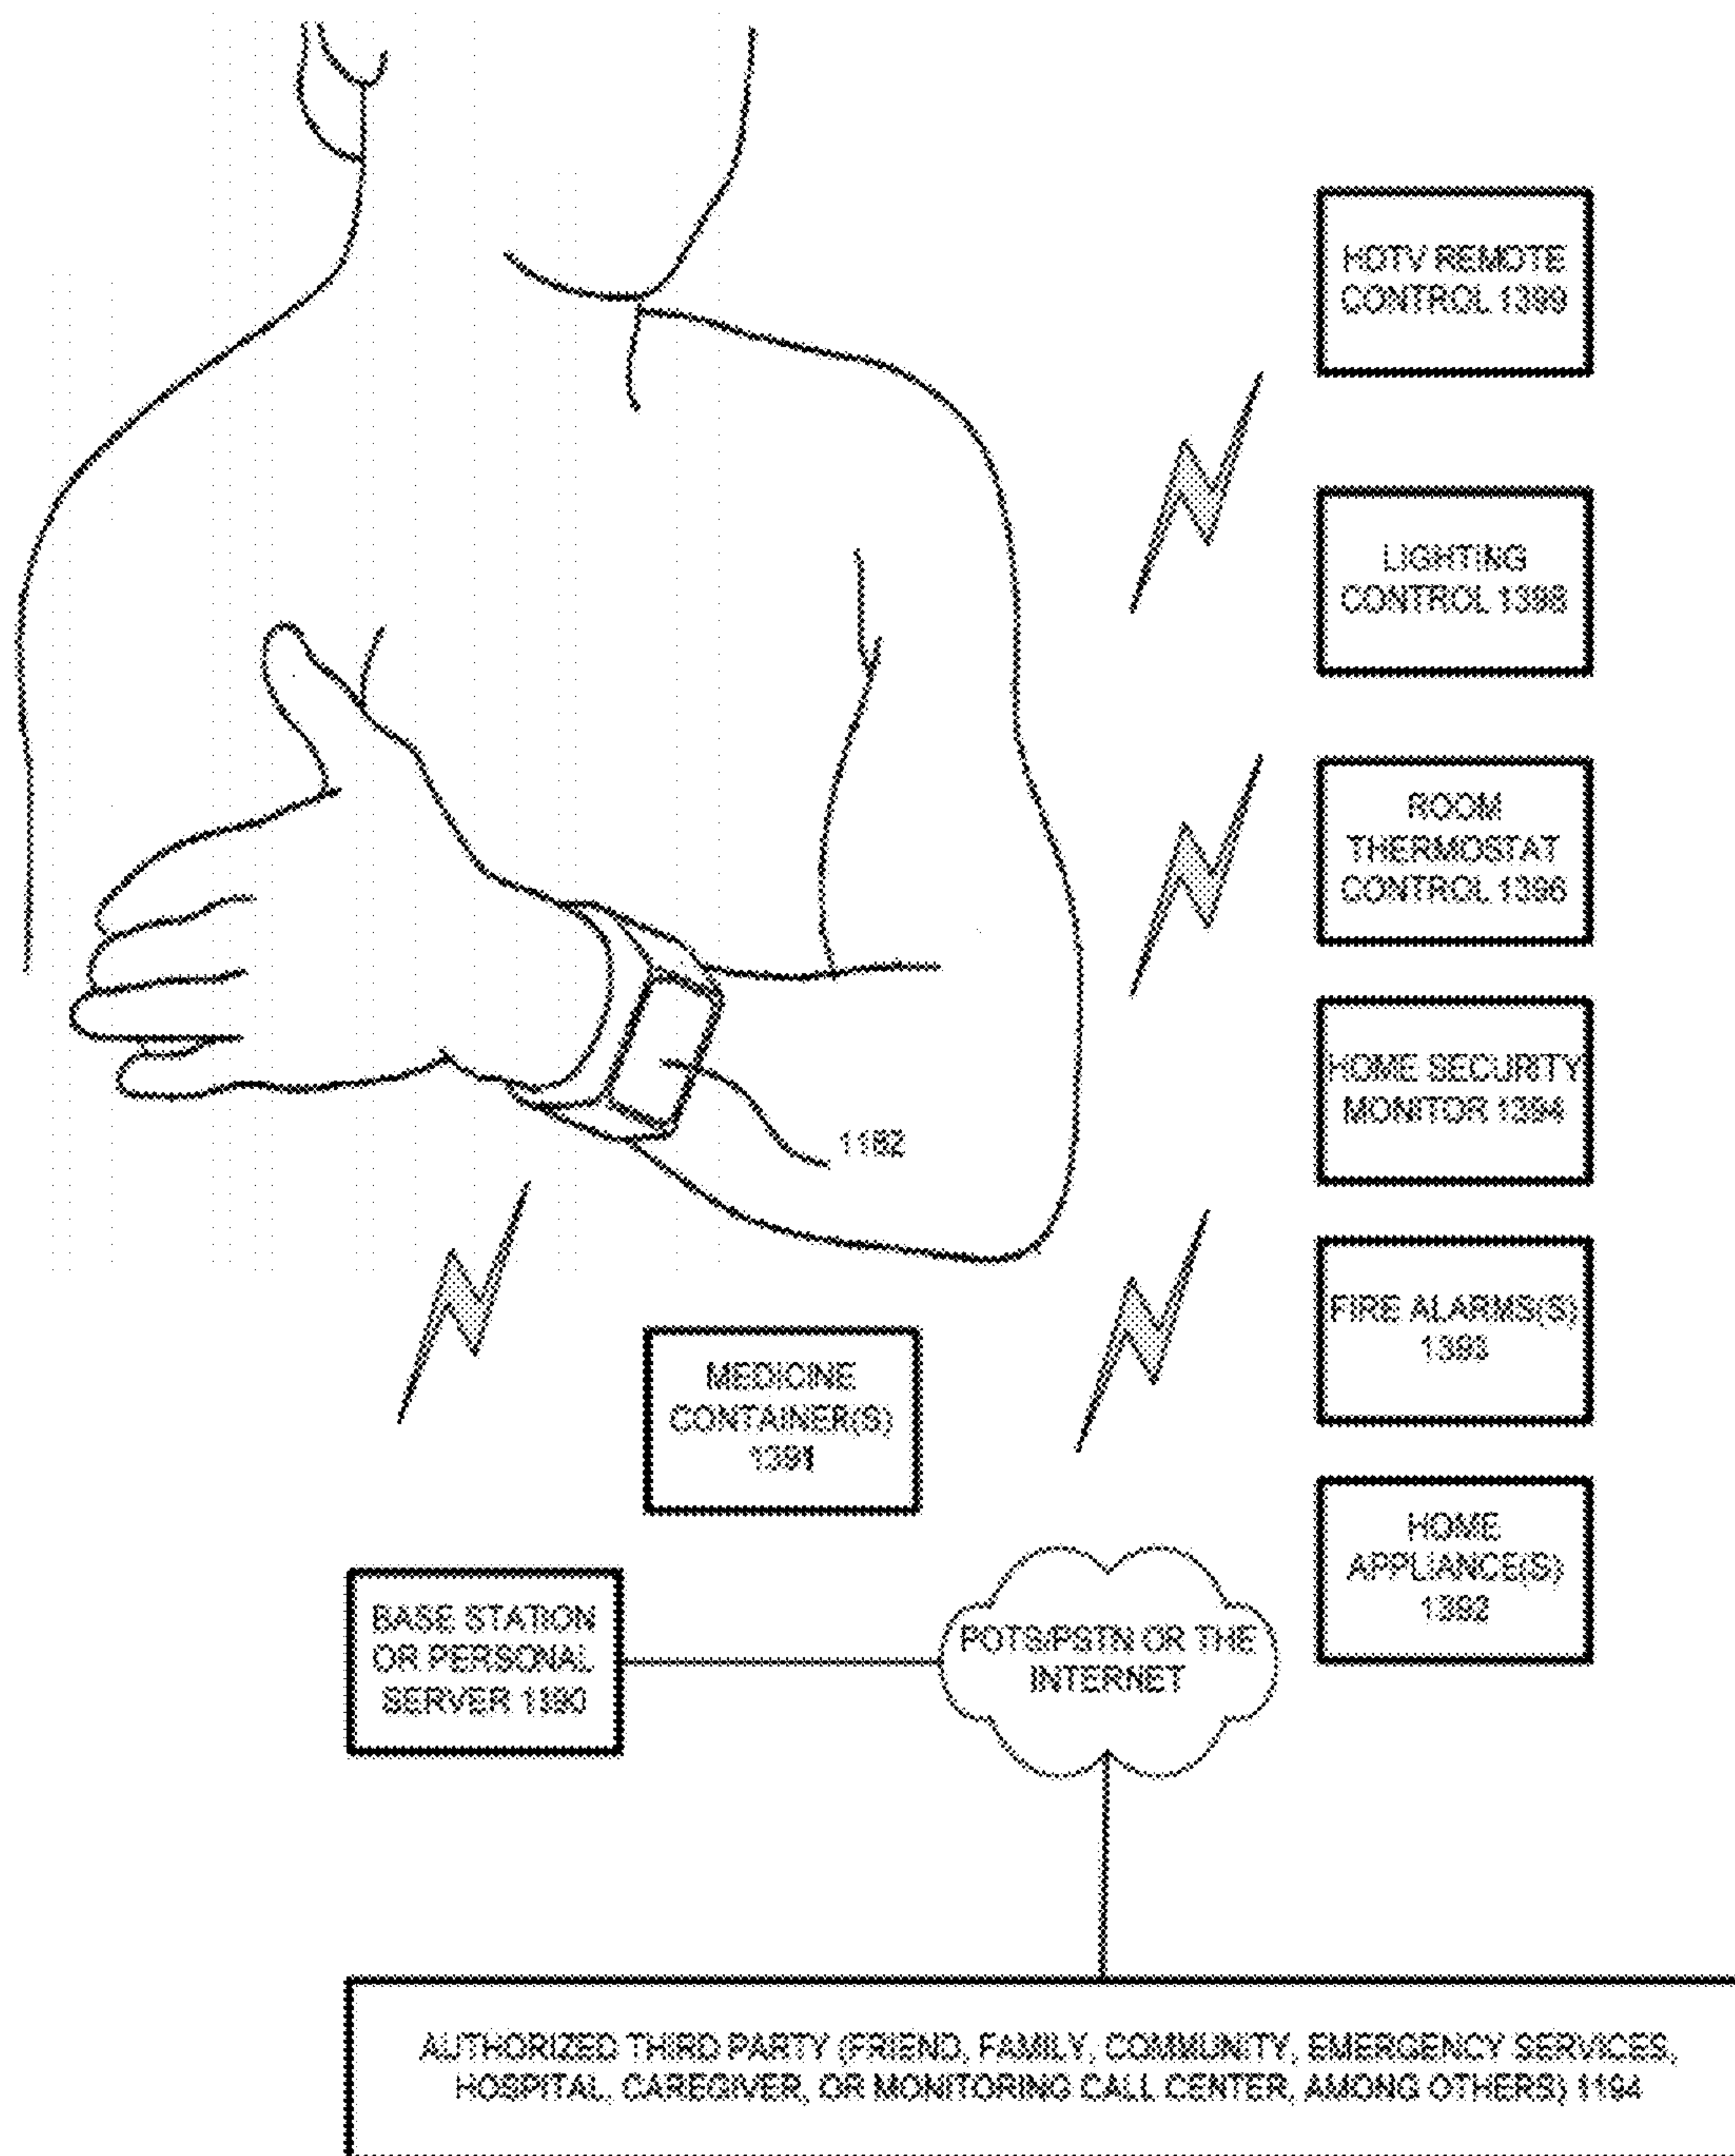 HDTV REMOTE
CONTROL 1399
LIGHTING
CONTROL 1398
ROOM
THERMOSTAT
CONTROL 1396
HOME SECURITY
MONITOR 1394
1182
FIRE ALARMS(S)
1393
MEDICINE
CONTAINER(S)
1391
HOME
APPLIANCE(S)
1392
BASE STATION
OR PERSONAL
SERVER 1390
POTS/PSTN OR THE
INTERNET
AUTHORIZED THIRD PARTY (FRIEND, FAMILY, COMMUNITY, EMERGENCY SERVICES,
HOSPITAL, CAREGIVER, OR MONITORING CALL CENTER, AMONG OTHERS) 1194